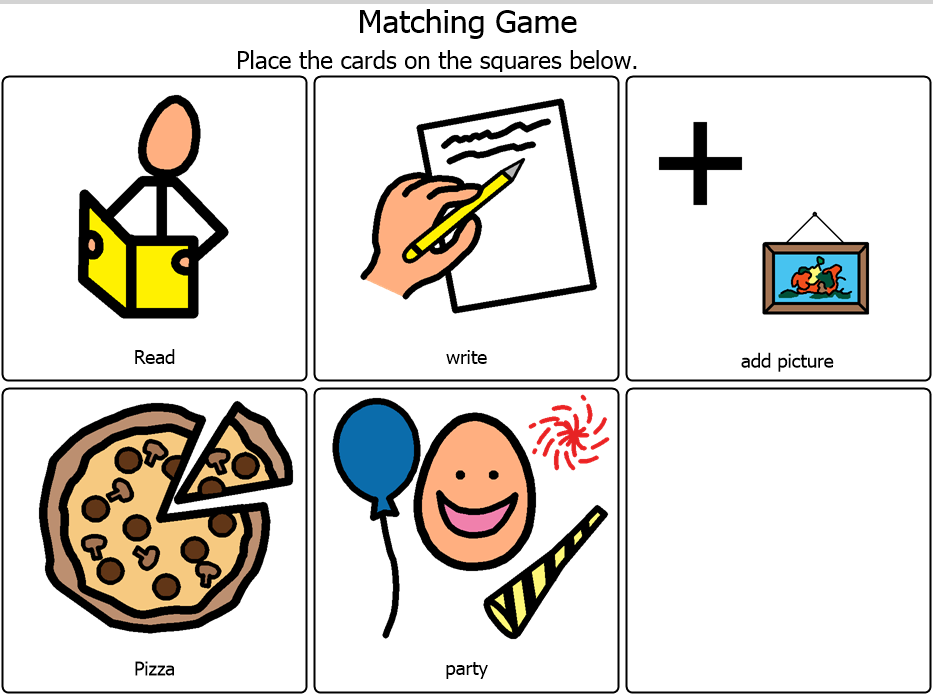 Matching Game
Place the cards on the squares below.
Read
write
add picture
Pizza
party